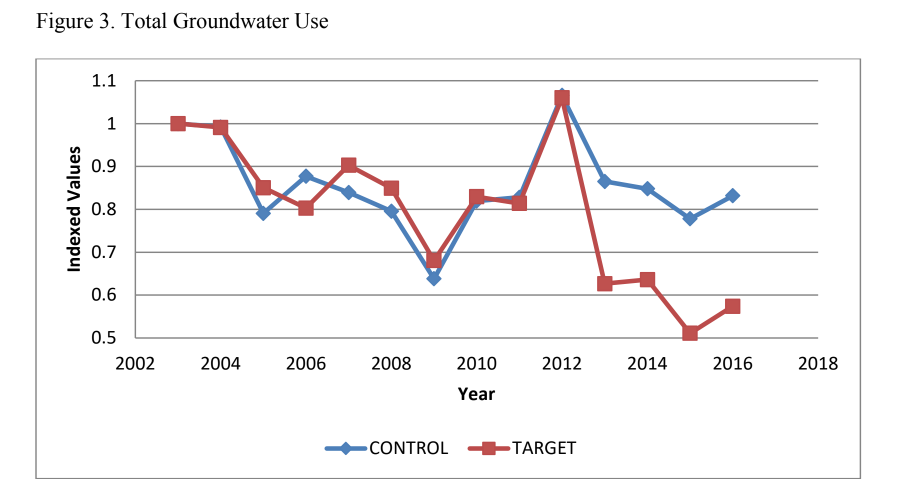 Figure 3. Total Groundwater Use
1.1
1
0.9
0.8
0.7
0.6
0.5
Indexed Values
2002 2004 2006 2008 2010 2012 2014 2016 2018
Year
CONTROL TARGET